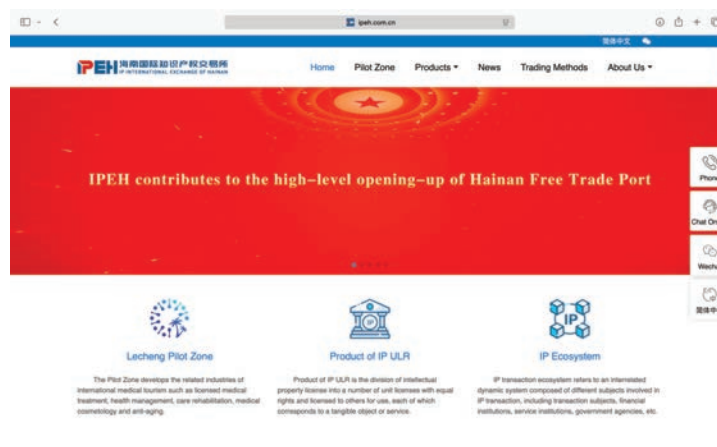 ipeh.com.cn
简体中文
IPEH 海南国际知识产权交易所
IP INTERNATIONAL EXCHANGE OF HAINAN
Home Pilot Zone Products News Trading Methods About Us
IPEH contributes to the high-level opening-up of Hainan Free Trade Port
Phone
Chat On
Wecha
简体中
IP
Lecheng Pilot Zone Product of IP ULR IP Ecosystem
The Pilot Zone develops the related industries of Product of IP ULR is the division of intellectual IP transaction ecosystem refers to an interrelated
international medical tourism such as licensed medical property license into a number of unit licenses with equal dynamic system composed of different subjects involved in
treatment, health management, care rehabilitation, medical rights and licensed to others for use, each of which IP transaction, including transaction subjects, financial
cosmetology and anti-aging. corresponds to a tangible object or service. institutions, service institutions, government agencies, etc.